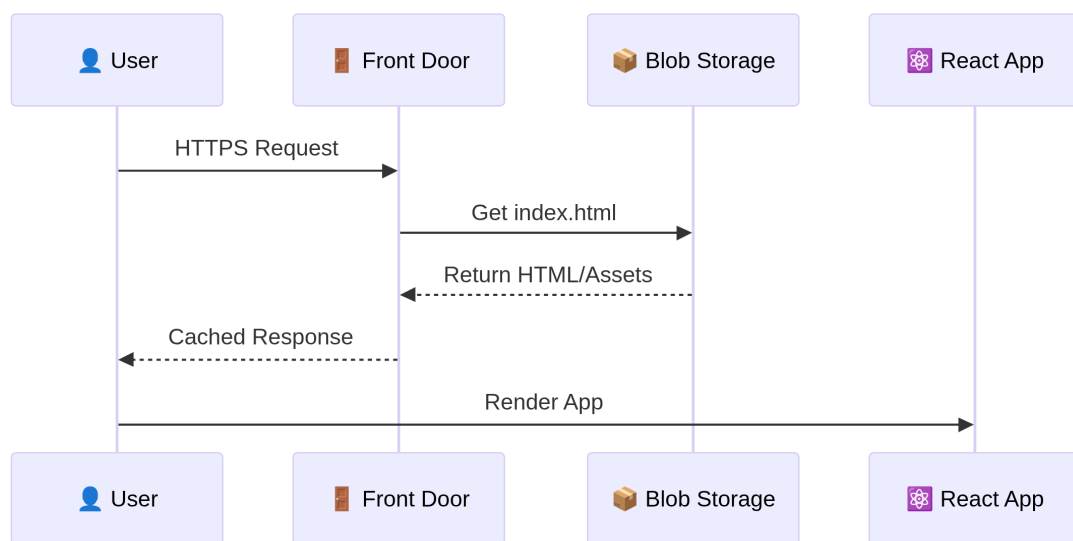 👤 User
🚪 Front Door
📦 Blob Storage
⚛️ React App
HTTPS Request
Get index.html
Return HTML/Assets
Cached Response
Render App
👤 User
🚪 Front Door
📦 Blob Storage
⚛️ React App